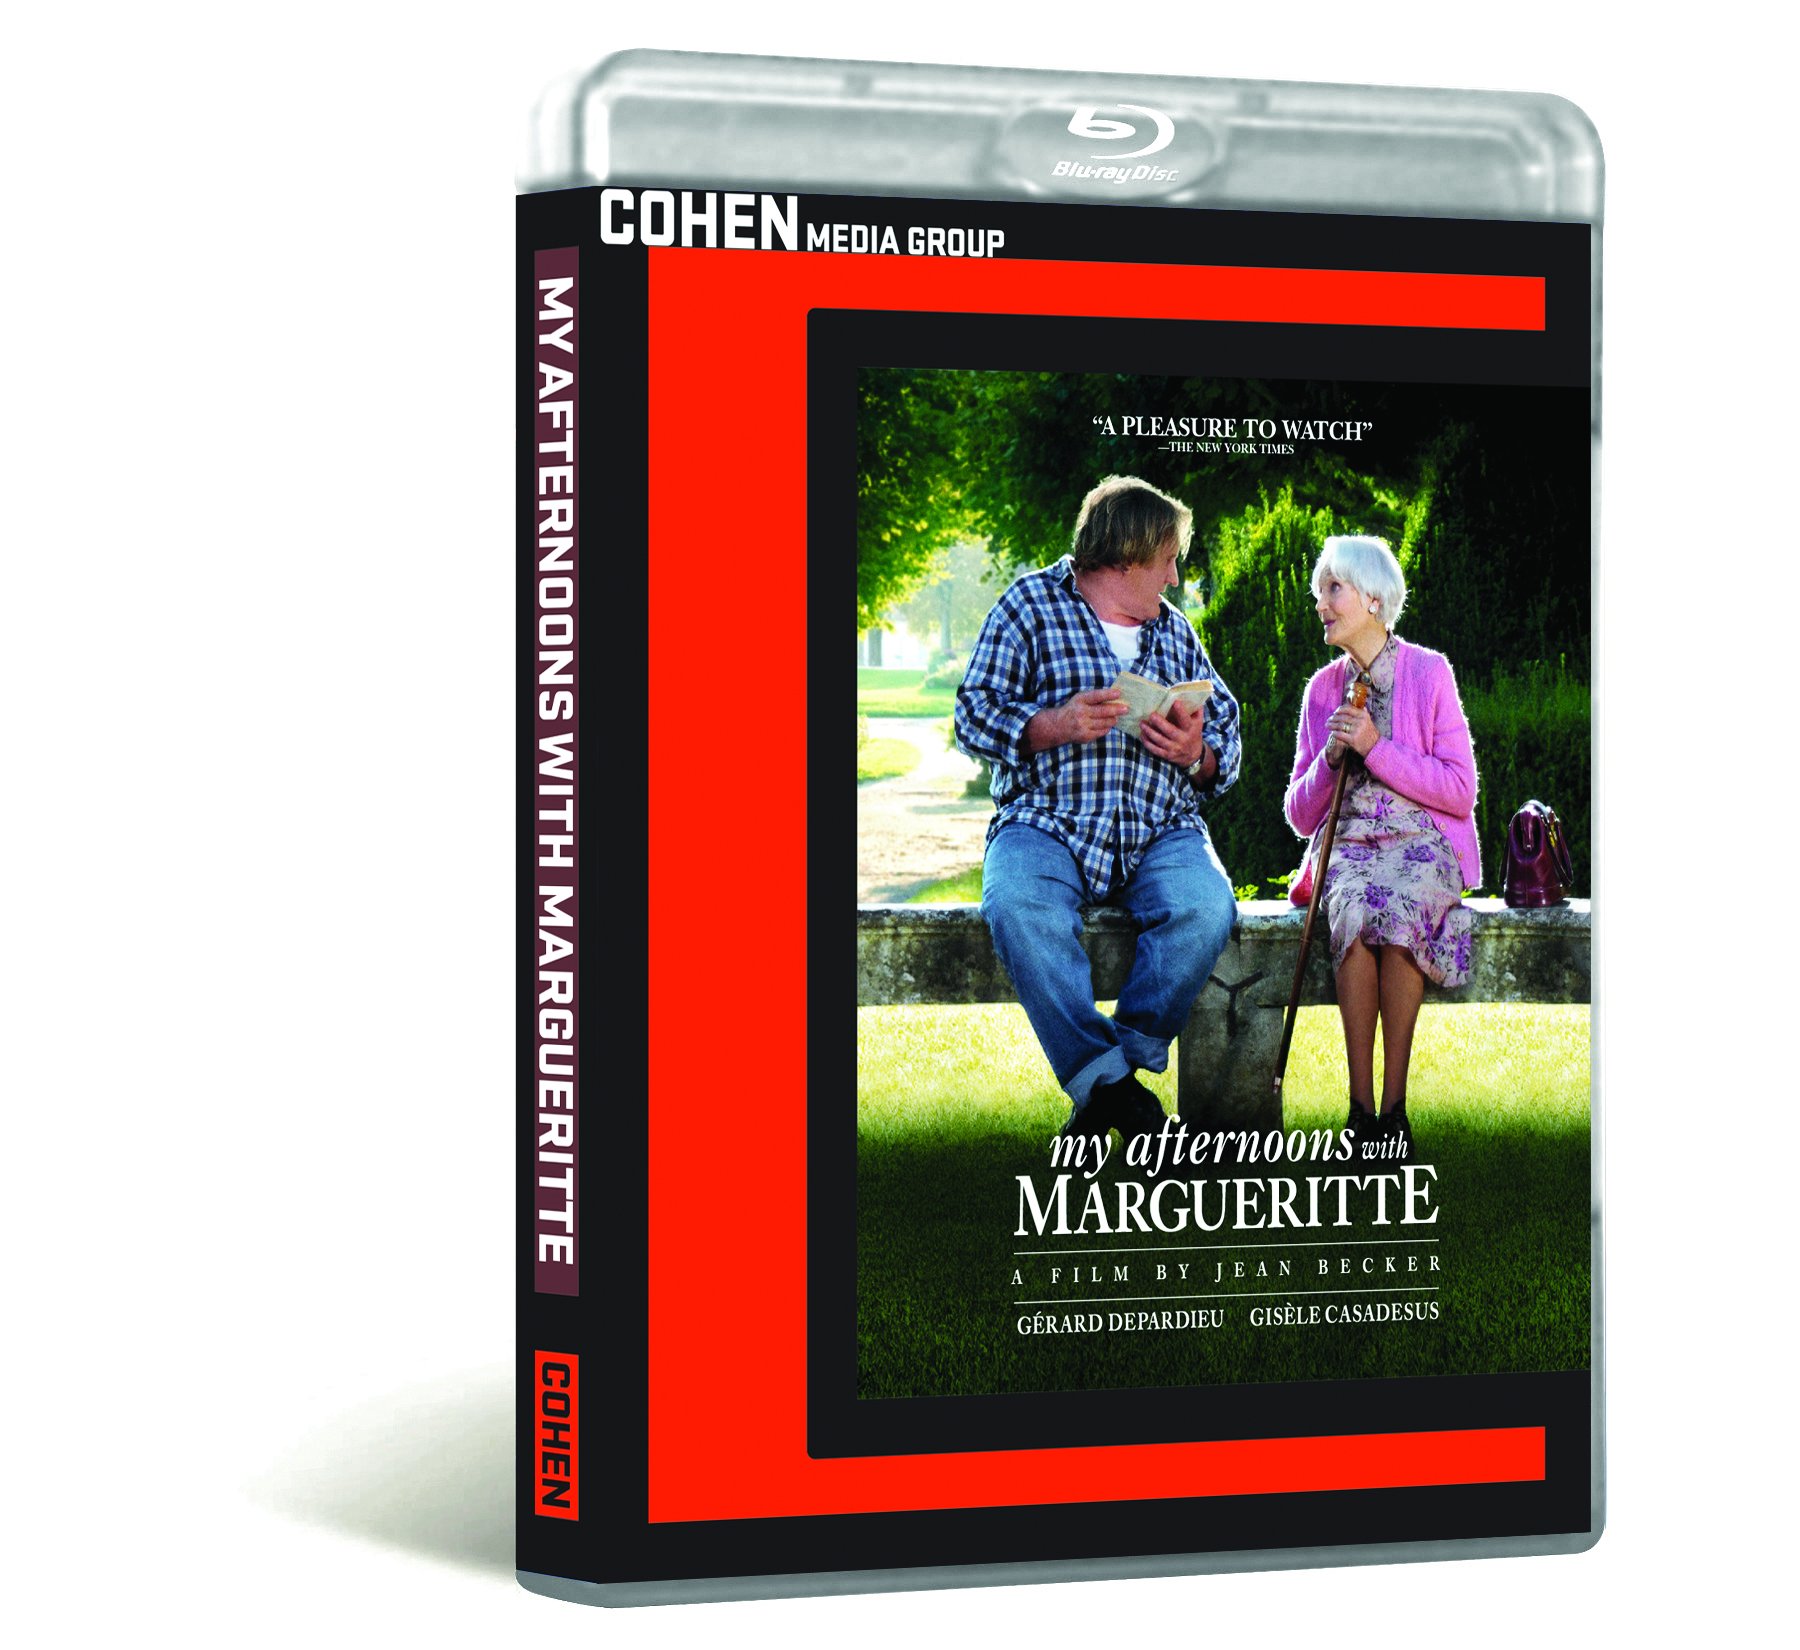 Blu-ray Disc
COHEN MEDIA GROUP
MY AFTERNOONS WITH MARGUERITTE
COHEN
“A PLEASURE TO WATCH”
—THE NEW YORK TIMES
my afternoons with
MARGUERITTE
A FILM BY JEAN BECKER
GÉRARD DEPARDIEU GISÈLE CASADESUS